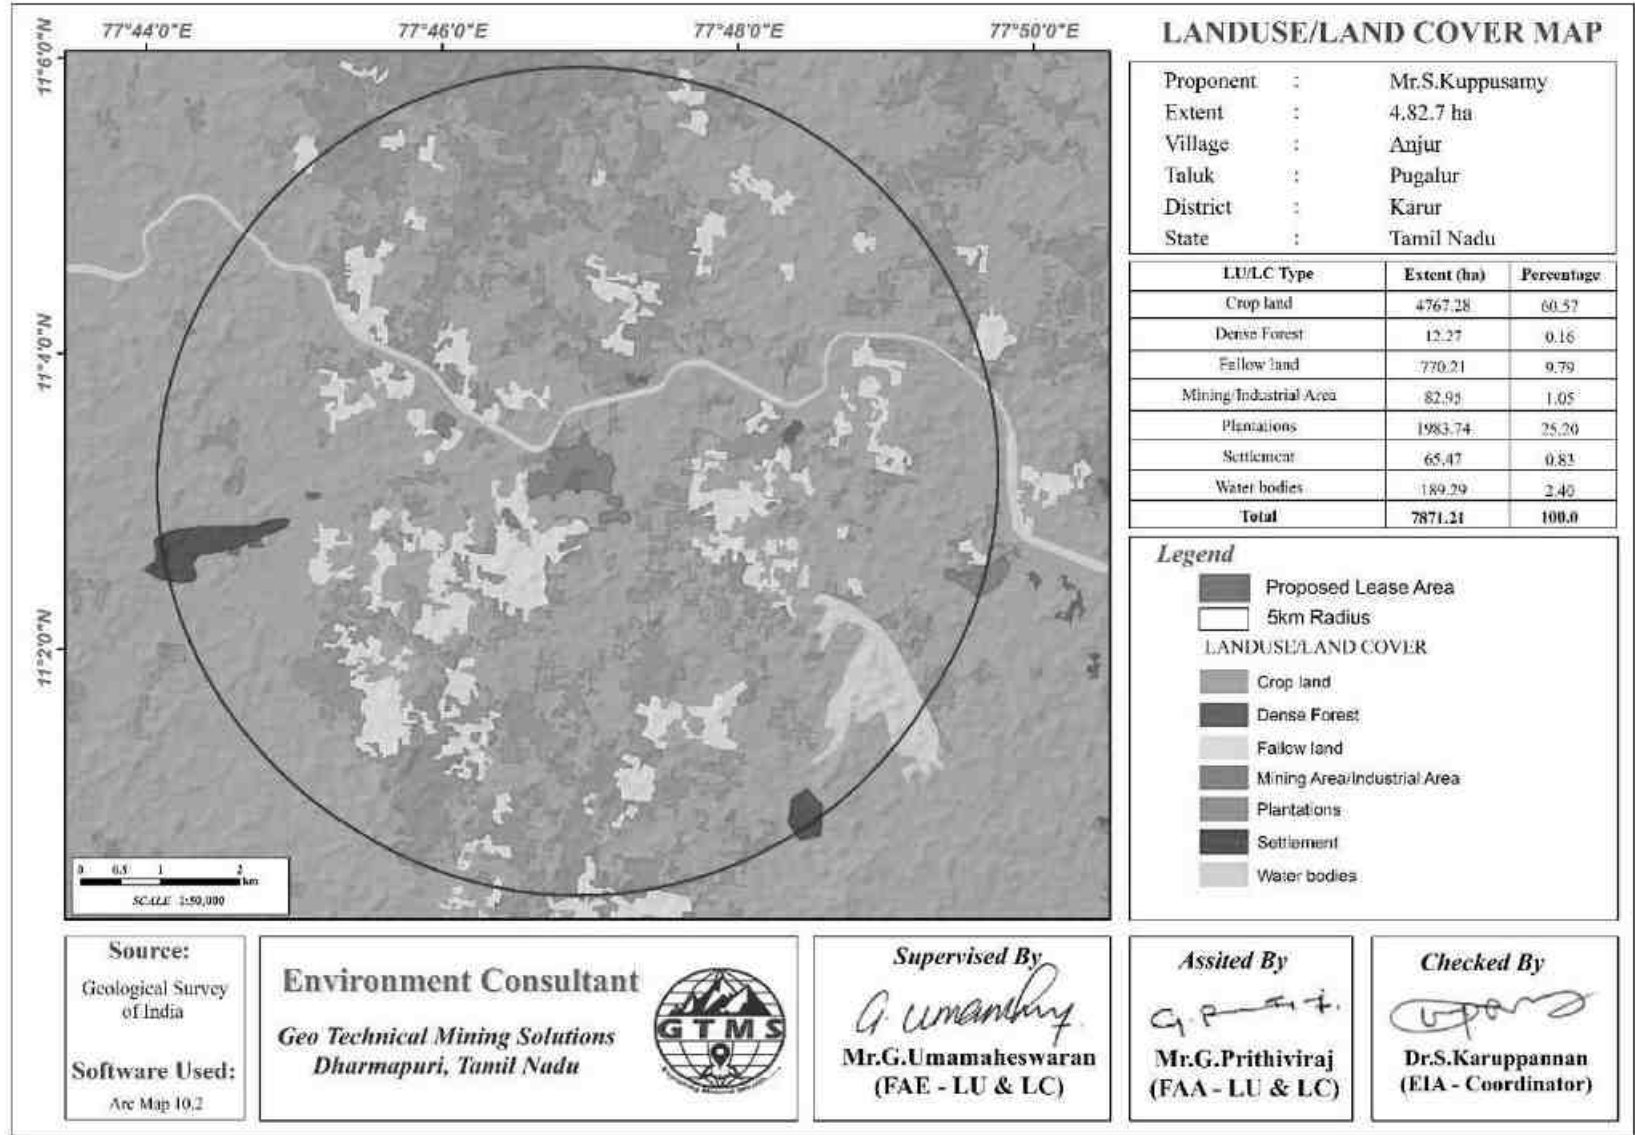 77°44'0"E 77°46'0"E 77°48'0"E 77°50'0"E
11°6'0"N
11°4'0"N
11°2'0"N
0 0.5 1 2
km
SCALE 1:50,000
LANDUSE/LAND COVER MAP
Proponent : Mr.S.Kuppusamy
Extent : 4.82.7 ha
Village : Anjur
Taluk : Pugalur
District : Karur
State : Tamil Nadu
LU/LC Type Extent (ha) Percentage
Crop land 4767.28 60.57
Dense Forest 12.27 0.16
Fallow land 770.21 9.79
Mining/Industrial Area 82.95 1.05
Plantations 1983.74 25.20
Settlement 65.47 0.83
Water bodies 189.29 2.40
Total 7871.21 100.0
Legend
Proposed Lease Area
5km Radius
LANDUSE/LAND COVER
Crop land
Dense Forest
Fallow land
Mining Area/Industrial Area
Plantations
Settlement
Water bodies
Source:
Geological Survey
of India
Software Used:
Arc Map 10.2
Environment Consultant
Geo Technical Mining Solutions
Dharmapuri, Tamil Nadu
GTMS
Supervised By
G. Umamhny
Mr.G.Umamaheswaran
(FAE - LU & LC)
Assited By
Mr.G.Prithiviraj
(FAA - LU & LC)
Checked By
Dr.S.Karuppannan
(EIA - Coordinator)